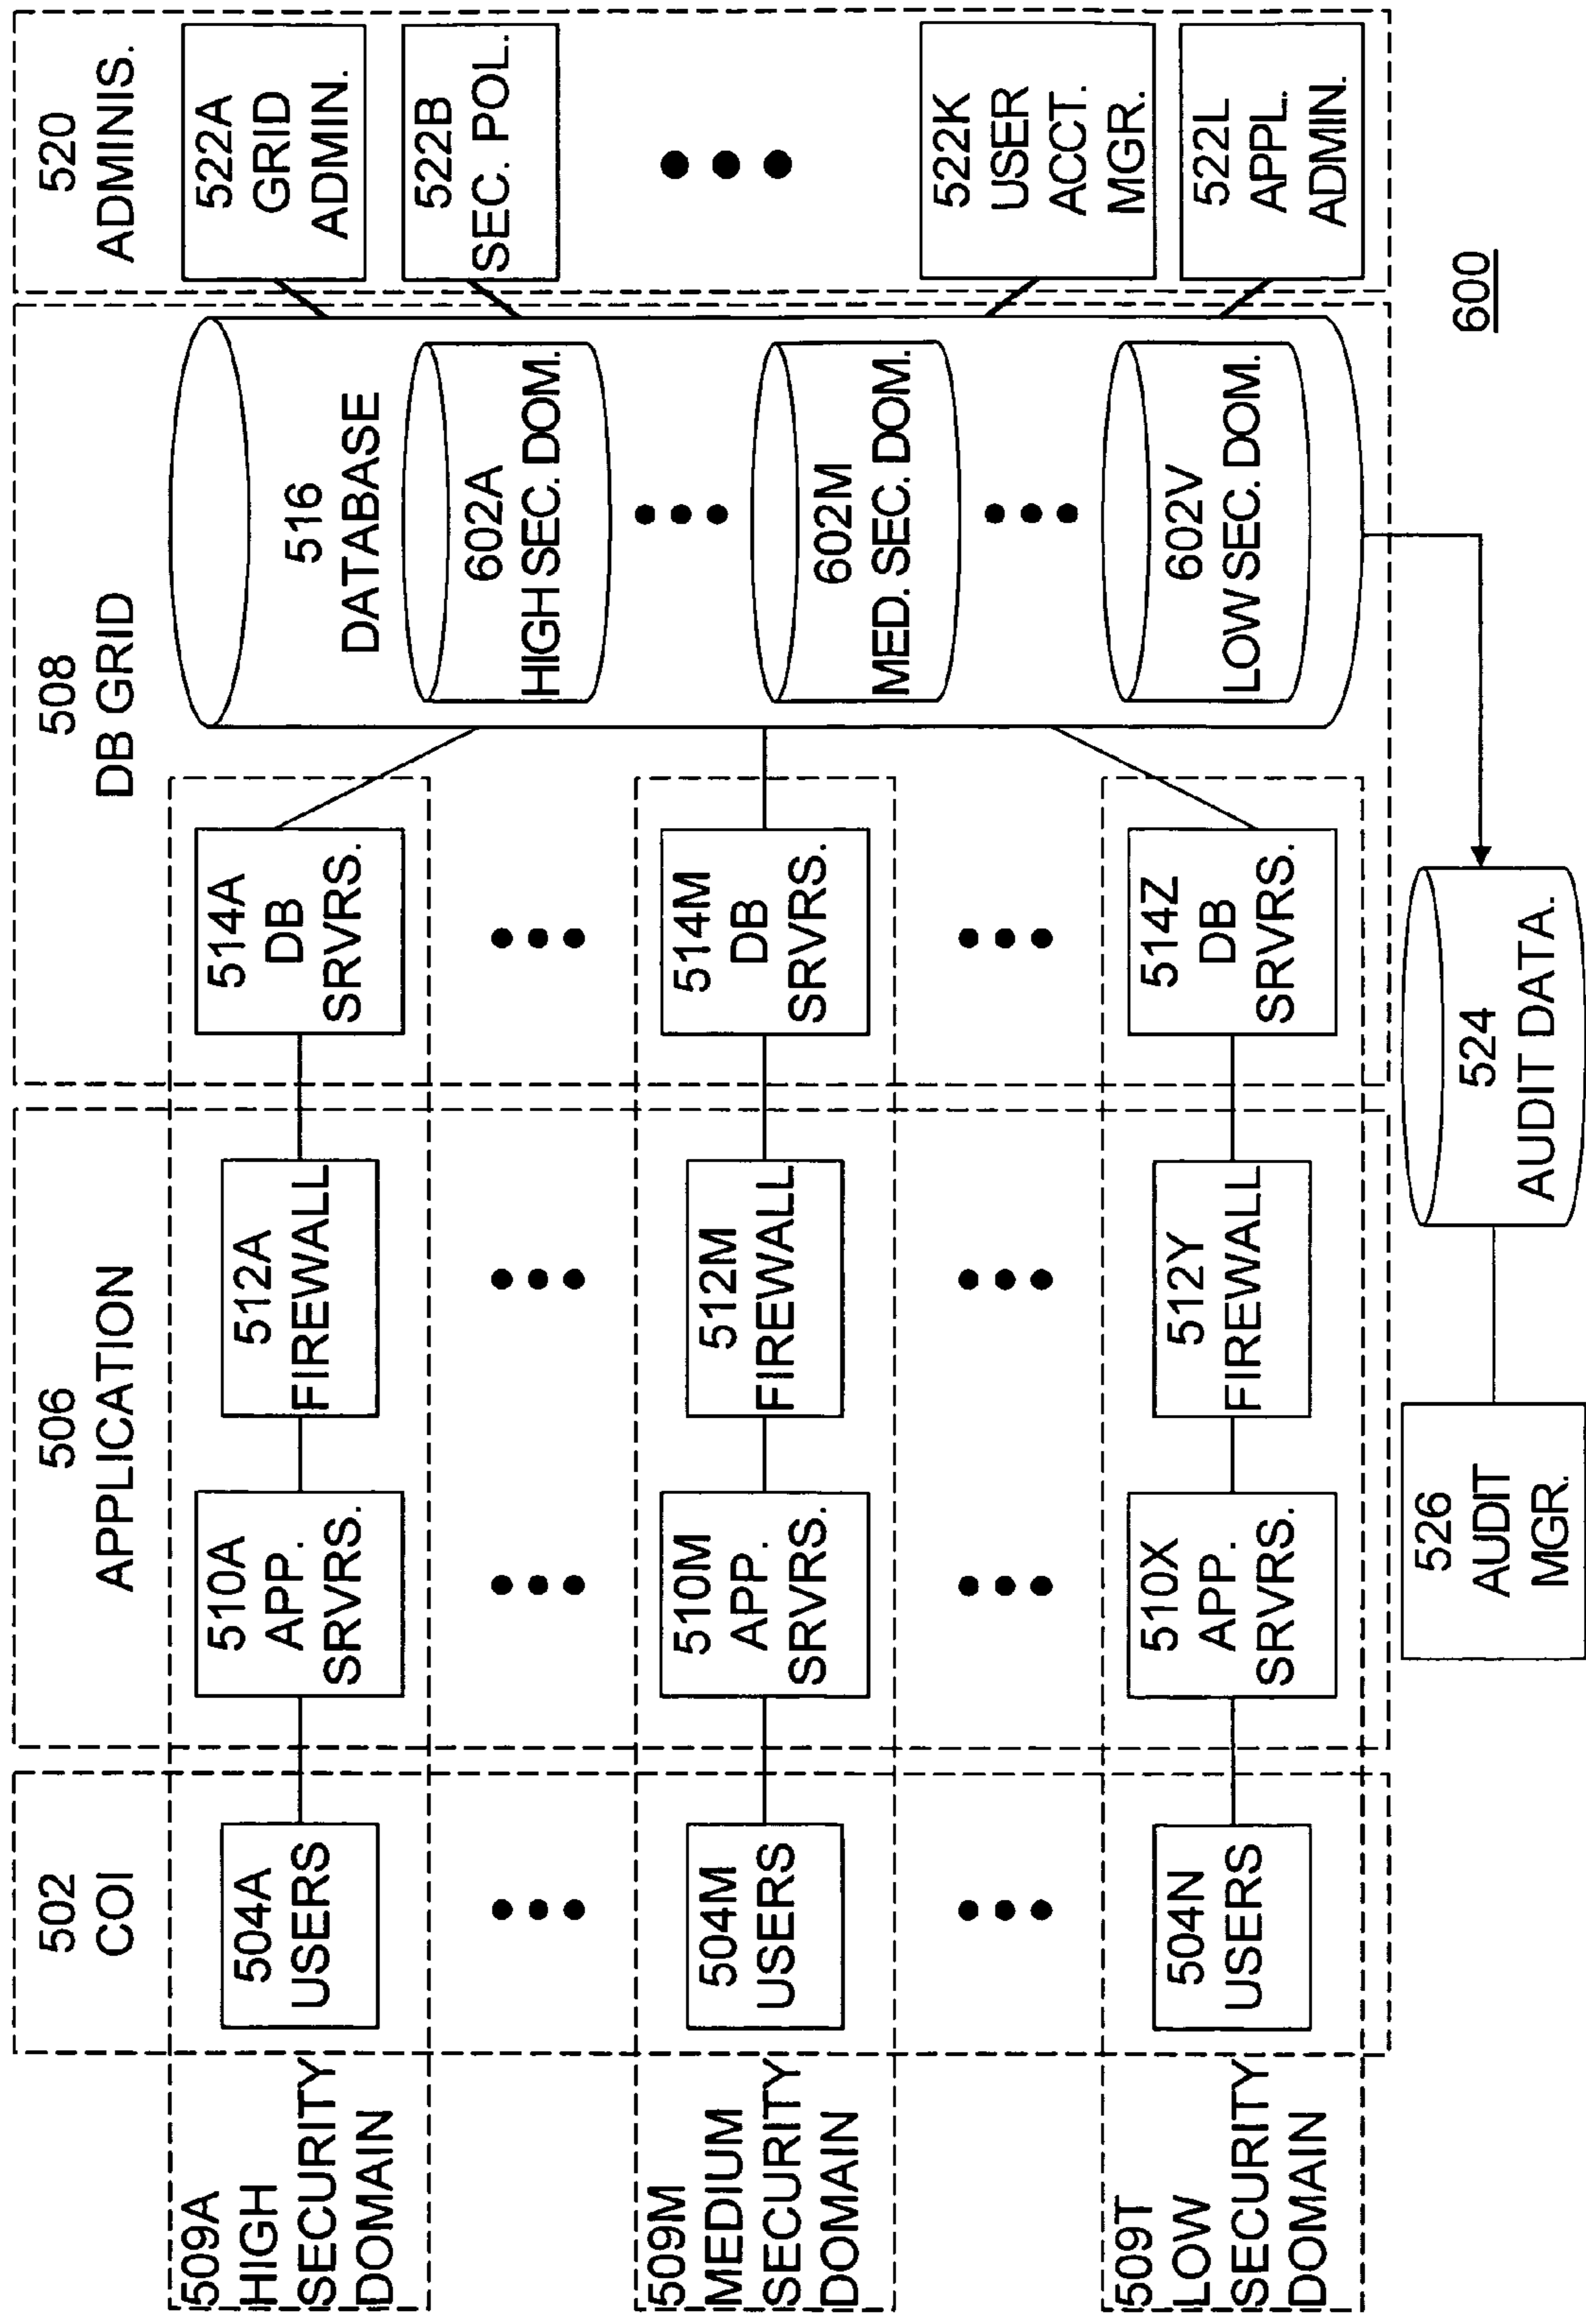 502
COI
506
APPLICATION
508
DB GRID
520
ADMINIS.
509A
HIGH
SECURITY
DOMAIN
504A
USERS
510A
APP.
SRVRS.
512A
FIREWALL
514A
DB
SRVRS.
516
DATABASE
602A
HIGH SEC. DOM.
522A
GRID
ADMIN.
522B
SEC. POL.
509M
MEDIUM
SECURITY
DOMAIN
504M
USERS
510M
APP.
SRVRS.
512M
FIREWALL
514M
DB
SRVRS.
602M
MED. SEC. DOM.
522K
USER
ACCT.
MGR.
509T
LOW
SECURITY
DOMAIN
504N
USERS
510X
APP.
SRVRS.
512Y
FIREWALL
514Z
DB
SRVRS.
602V
LOW SEC. DOM.
522L
APPL.
ADMIN.
526
AUDIT
MGR.
524
AUDIT DATA.
600